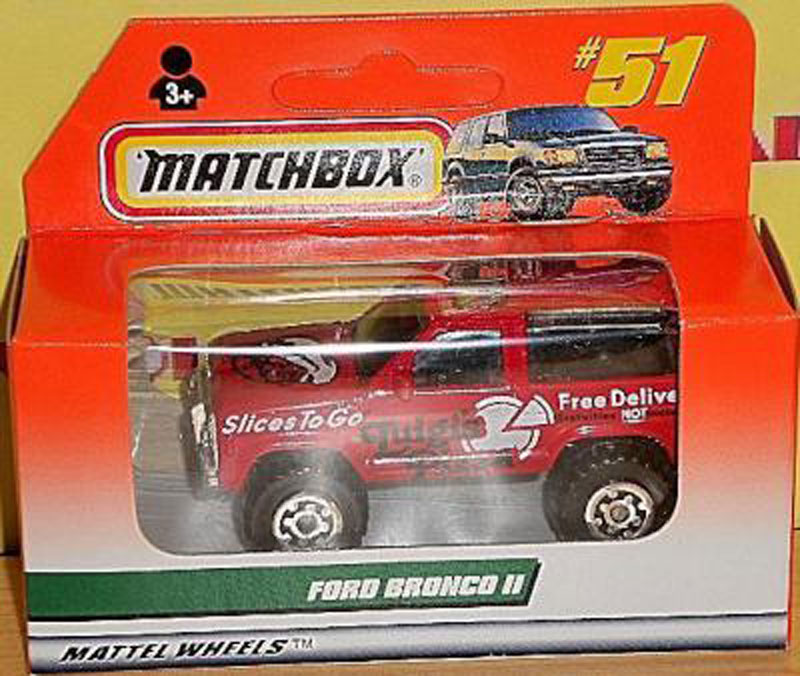 #51
3+
MATCHBOX®
Slices To Go
Free Delive
NOT
FORD BRONCO II
MATTEL WHEELS™